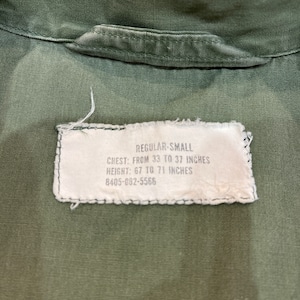 REGULAR-SMALL
CHEST: FROM 33 TO 37 INCHES
HEIGHT: 67 TO 71 INCHES
8405-082-5566